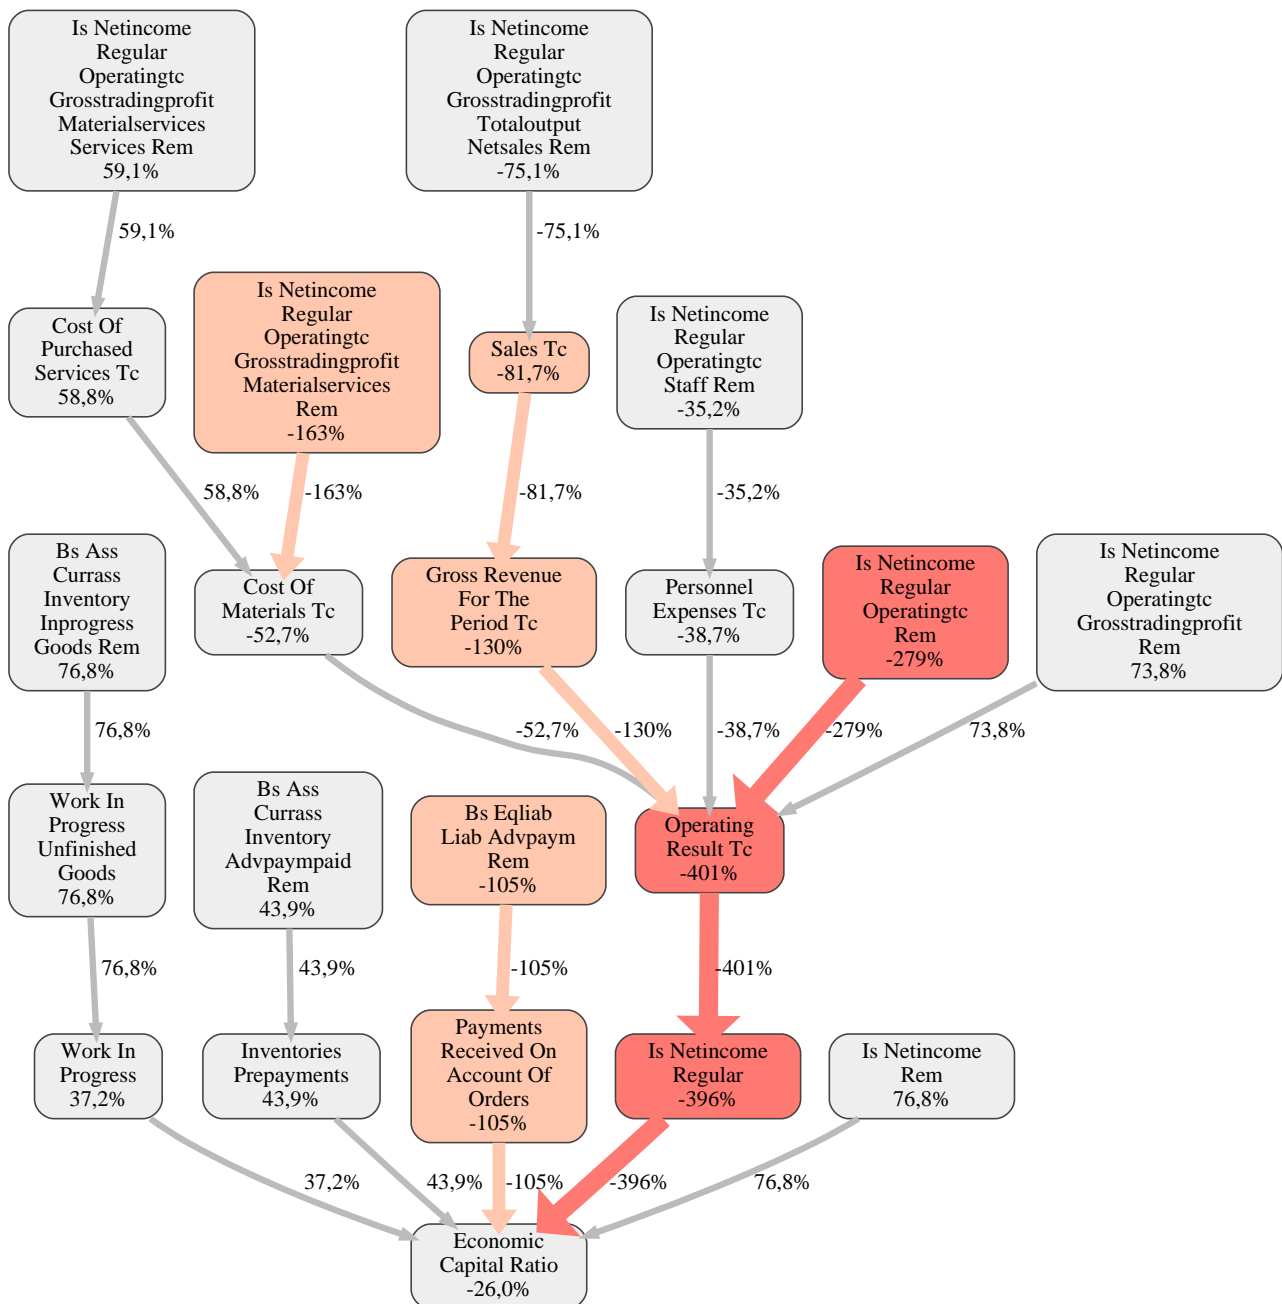 Is Netincome
Regular
Operatingtc
Grosstradingprofit
Materialservices
Services Rem
59,1%
Is Netincome
Regular
Operatingtc
Grosstradingprofit
Totaloutput
Netsales Rem
-75,1%
59,1%
-75,1%
Cost Of
Purchased
Services Tc
58,8%
Is Netincome
Regular
Operatingtc
Grosstradingprofit
Materialservices
Rem
-163%
Sales Tc
-81,7%
Is Netincome
Regular
Operatingtc
Staff Rem
-35,2%
58,8%
-163%
-81,7%
-35,2%
Bs Ass
Currass
Inventory
Inprogress
Goods Rem
76,8%
Cost Of
Materials Tc
-52,7%
Gross Revenue
For The
Period Tc
-130%
Personnel
Expenses Tc
-38,7%
Is Netincome
Regular
Operatingtc
Rem
-279%
Is Netincome
Regular
Operatingtc
Grosstradingprofit
Rem
73,8%
76,8%
-52,7%
-130%
-38,7%
-279%
73,8%
Work In
Progress
Unfinished
Goods
76,8%
Bs Ass
Currass
Inventory
Advpaympaid
Rem
43,9%
Bs Eqliab
Liab Advpaym
Rem
-105%
Operating
Result Tc
-401%
76,8%
43,9%
-105%
-401%
Work In
Progress
37,2%
Inventories
Prepayments
43,9%
Payments
Received On
Account Of
Orders
-105%
Is Netincome
Regular
-396%
Is Netincome
Rem
76,8%
37,2%
43,9%
-105%
-396%
76,8%
Economic
Capital Ratio
-26,0%